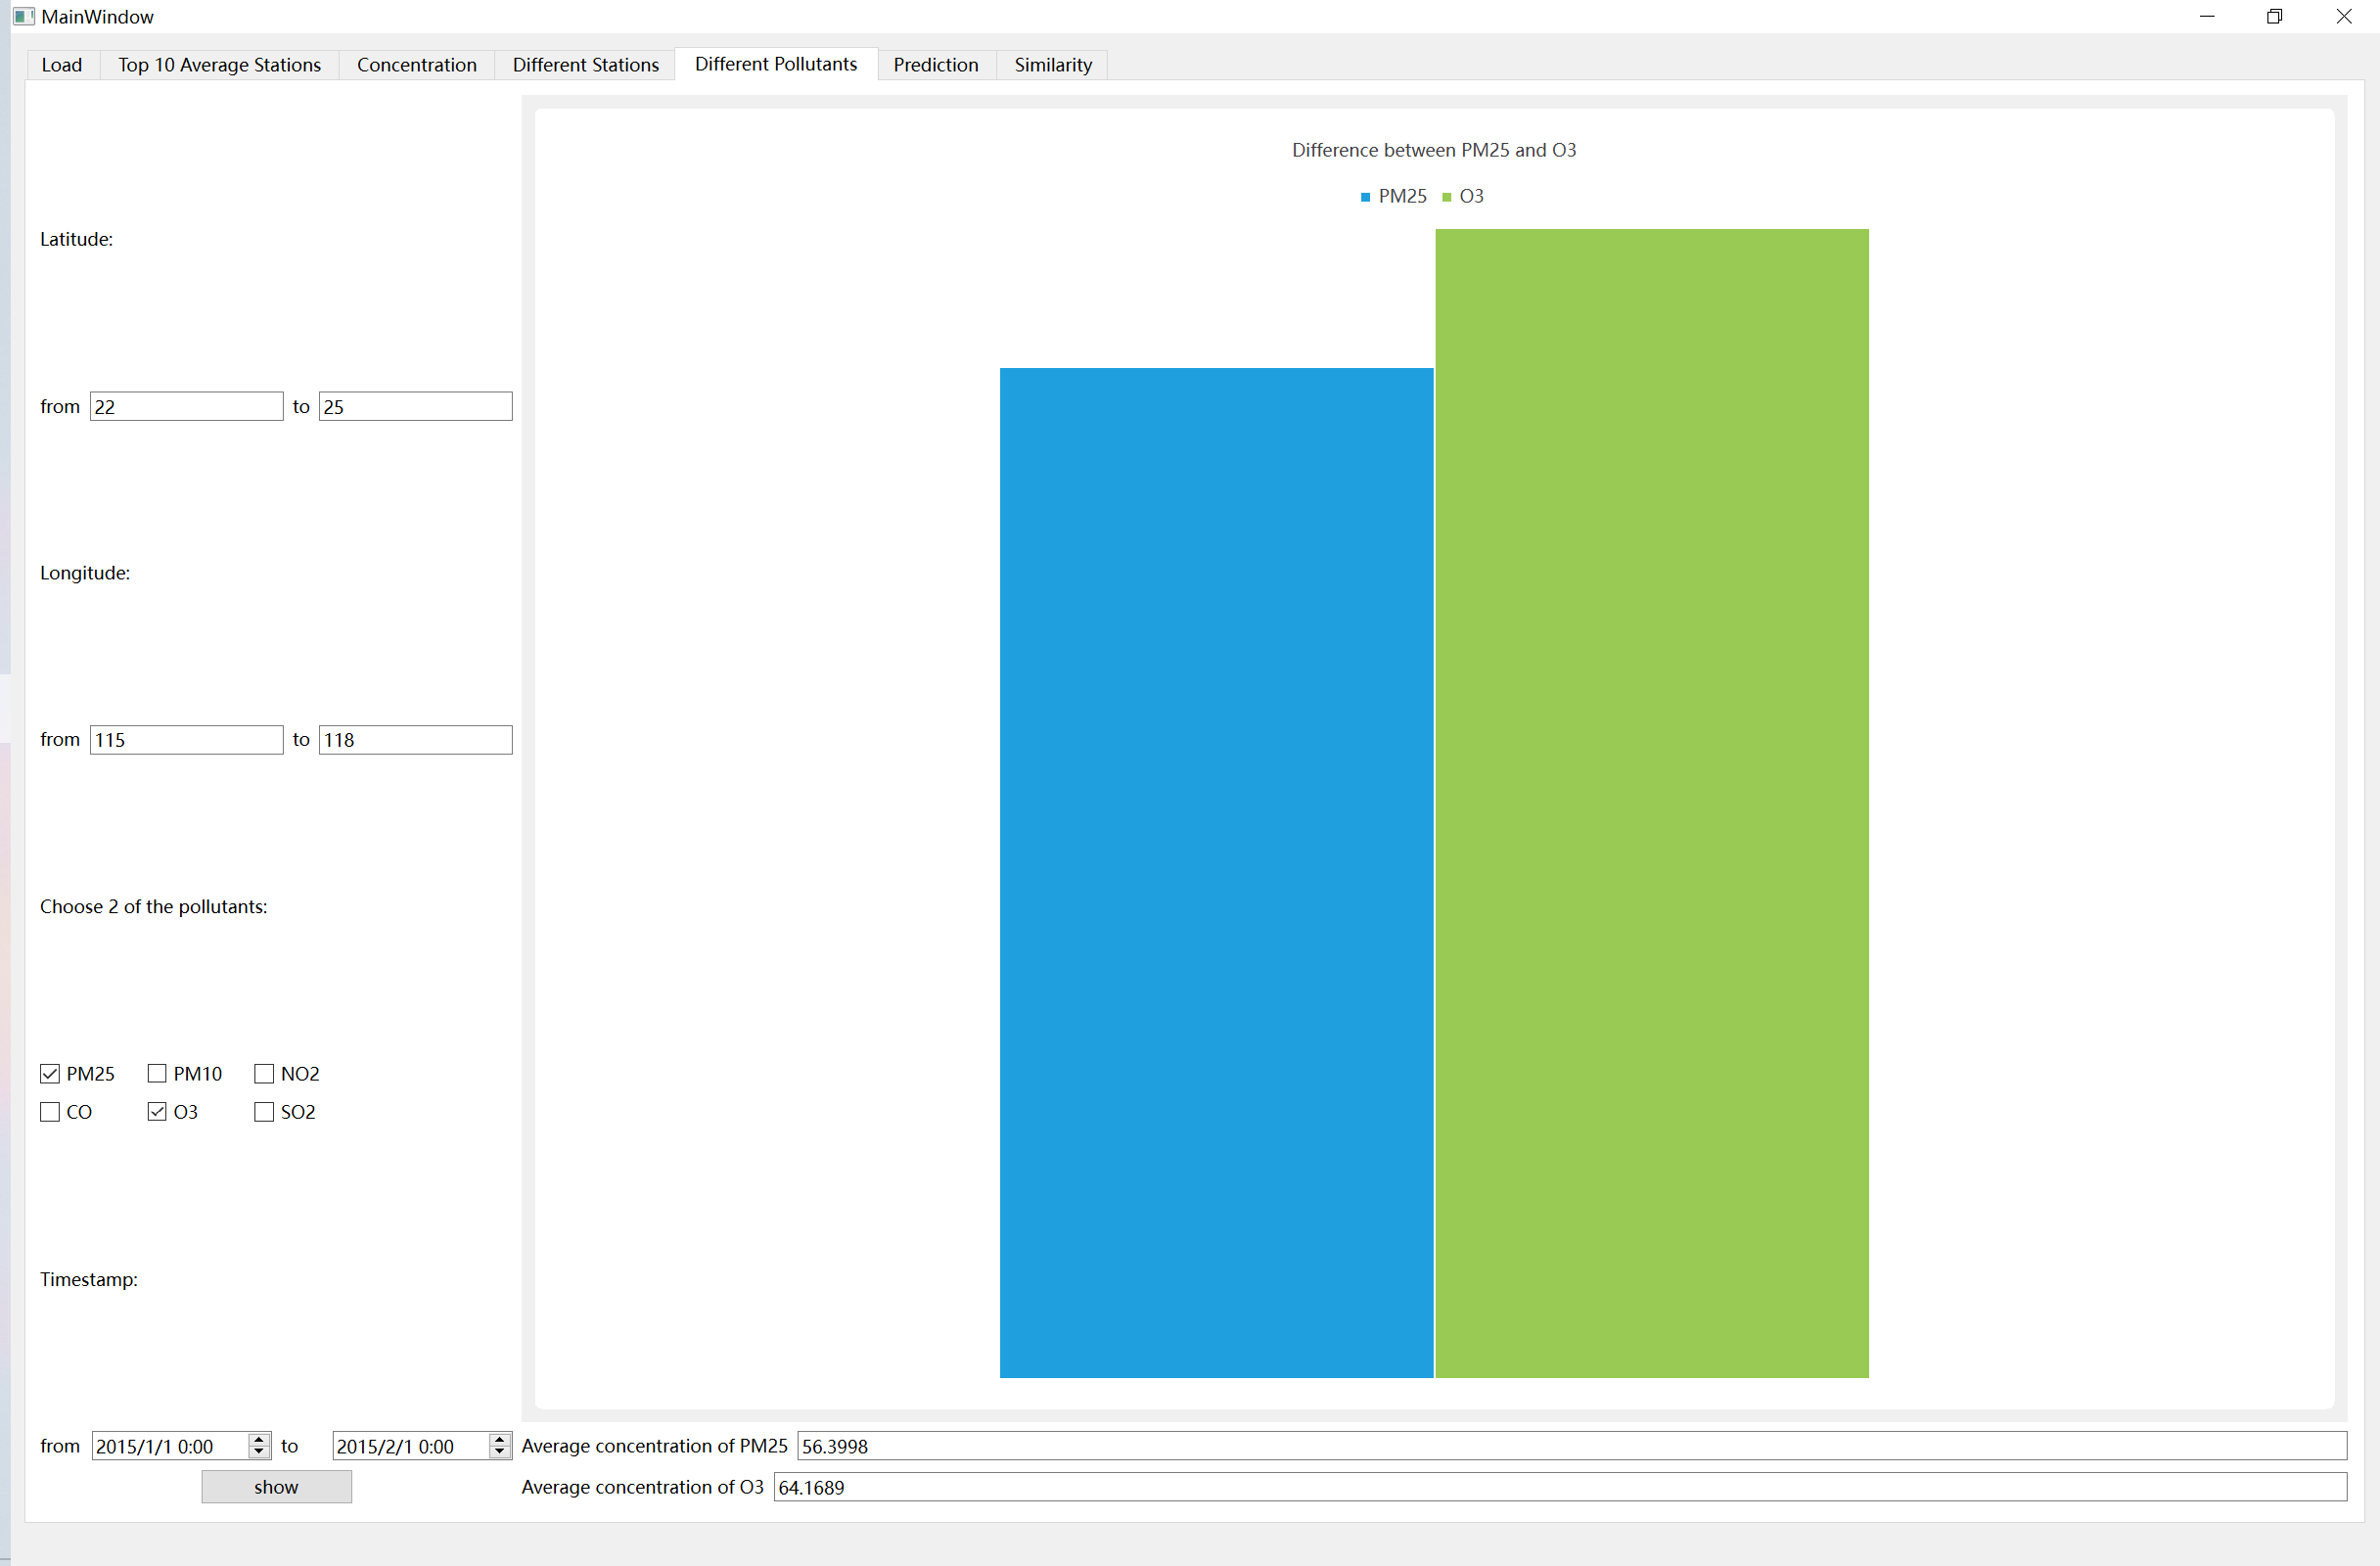 MainWindow
Load Top 10 Average Stations Concentration Different Stations Different Pollutants Prediction Similarity
Difference between PM25 and O3
PM25 O3
Latitude:
from 22 to 25
Longitude:
from 115 to 118
Choose 2 of the pollutants:
PM25 PM10 NO2
CO O3 SO2
Timestamp:
from 2015/1/1 0:00 to 2015/2/1 0:00
show
Average concentration of PM25 56.3998
Average concentration of O3 64.1689